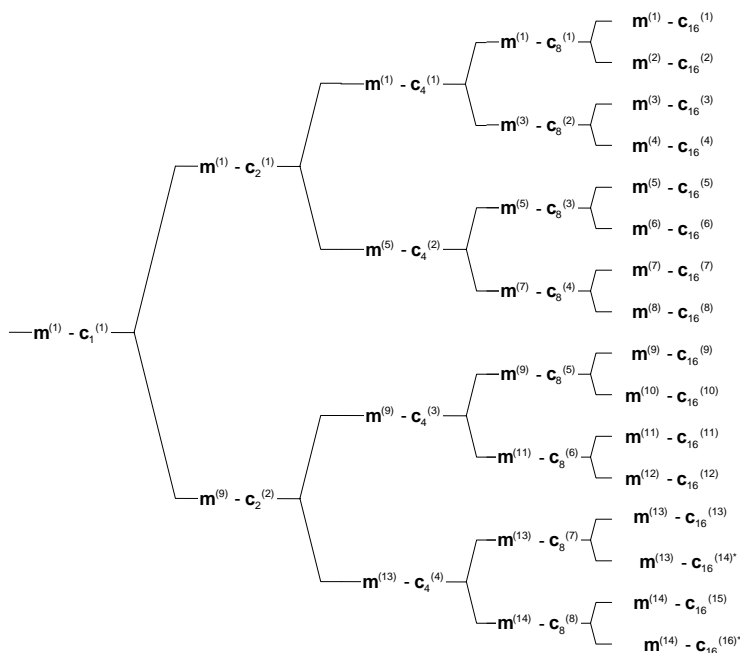 m⁽¹⁾ - c₁₆⁽¹⁾
m⁽¹⁾ - c₈⁽¹⁾
m⁽²⁾ - c₁₆⁽²⁾
m⁽¹⁾ - c₄⁽¹⁾
m⁽³⁾ - c₁₆⁽³⁾
m⁽³⁾ - c₈⁽²⁾
m⁽⁴⁾ - c₁₆⁽⁴⁾
m⁽¹⁾ - c₂⁽¹⁾
m⁽⁵⁾ - c₁₆⁽⁵⁾
m⁽⁵⁾ - c₈⁽³⁾
m⁽⁶⁾ - c₁₆⁽⁶⁾
m⁽⁵⁾ - c₄⁽²⁾
m⁽⁷⁾ - c₁₆⁽⁷⁾
m⁽⁷⁾ - c₈⁽⁴⁾
m⁽⁸⁾ - c₁₆⁽⁸⁾
m⁽¹⁾ - c₁⁽¹⁾
m⁽⁹⁾ - c₁₆⁽⁹⁾
m⁽⁹⁾ - c₈⁽⁵⁾
m⁽¹⁰⁾ - c₁₆⁽¹⁰⁾
m⁽⁹⁾ - c₄⁽³⁾
m⁽¹¹⁾ - c₁₆⁽¹¹⁾
m⁽¹¹⁾ - c₈⁽⁶⁾
m⁽¹²⁾ - c₁₆⁽¹²⁾
m⁽⁹⁾ - c₂⁽²⁾
m⁽¹³⁾ - c₁₆⁽¹³⁾
m⁽¹³⁾ - c₈⁽⁷⁾
m⁽¹³⁾ - c₁₆⁽¹⁴⁾*
m⁽¹³⁾ - c₄⁽⁴⁾
m⁽¹⁴⁾ - c₁₆⁽¹⁵⁾
m⁽¹⁴⁾ - c₈⁽⁸⁾
m⁽¹⁴⁾ - c₁₆⁽¹⁶⁾*